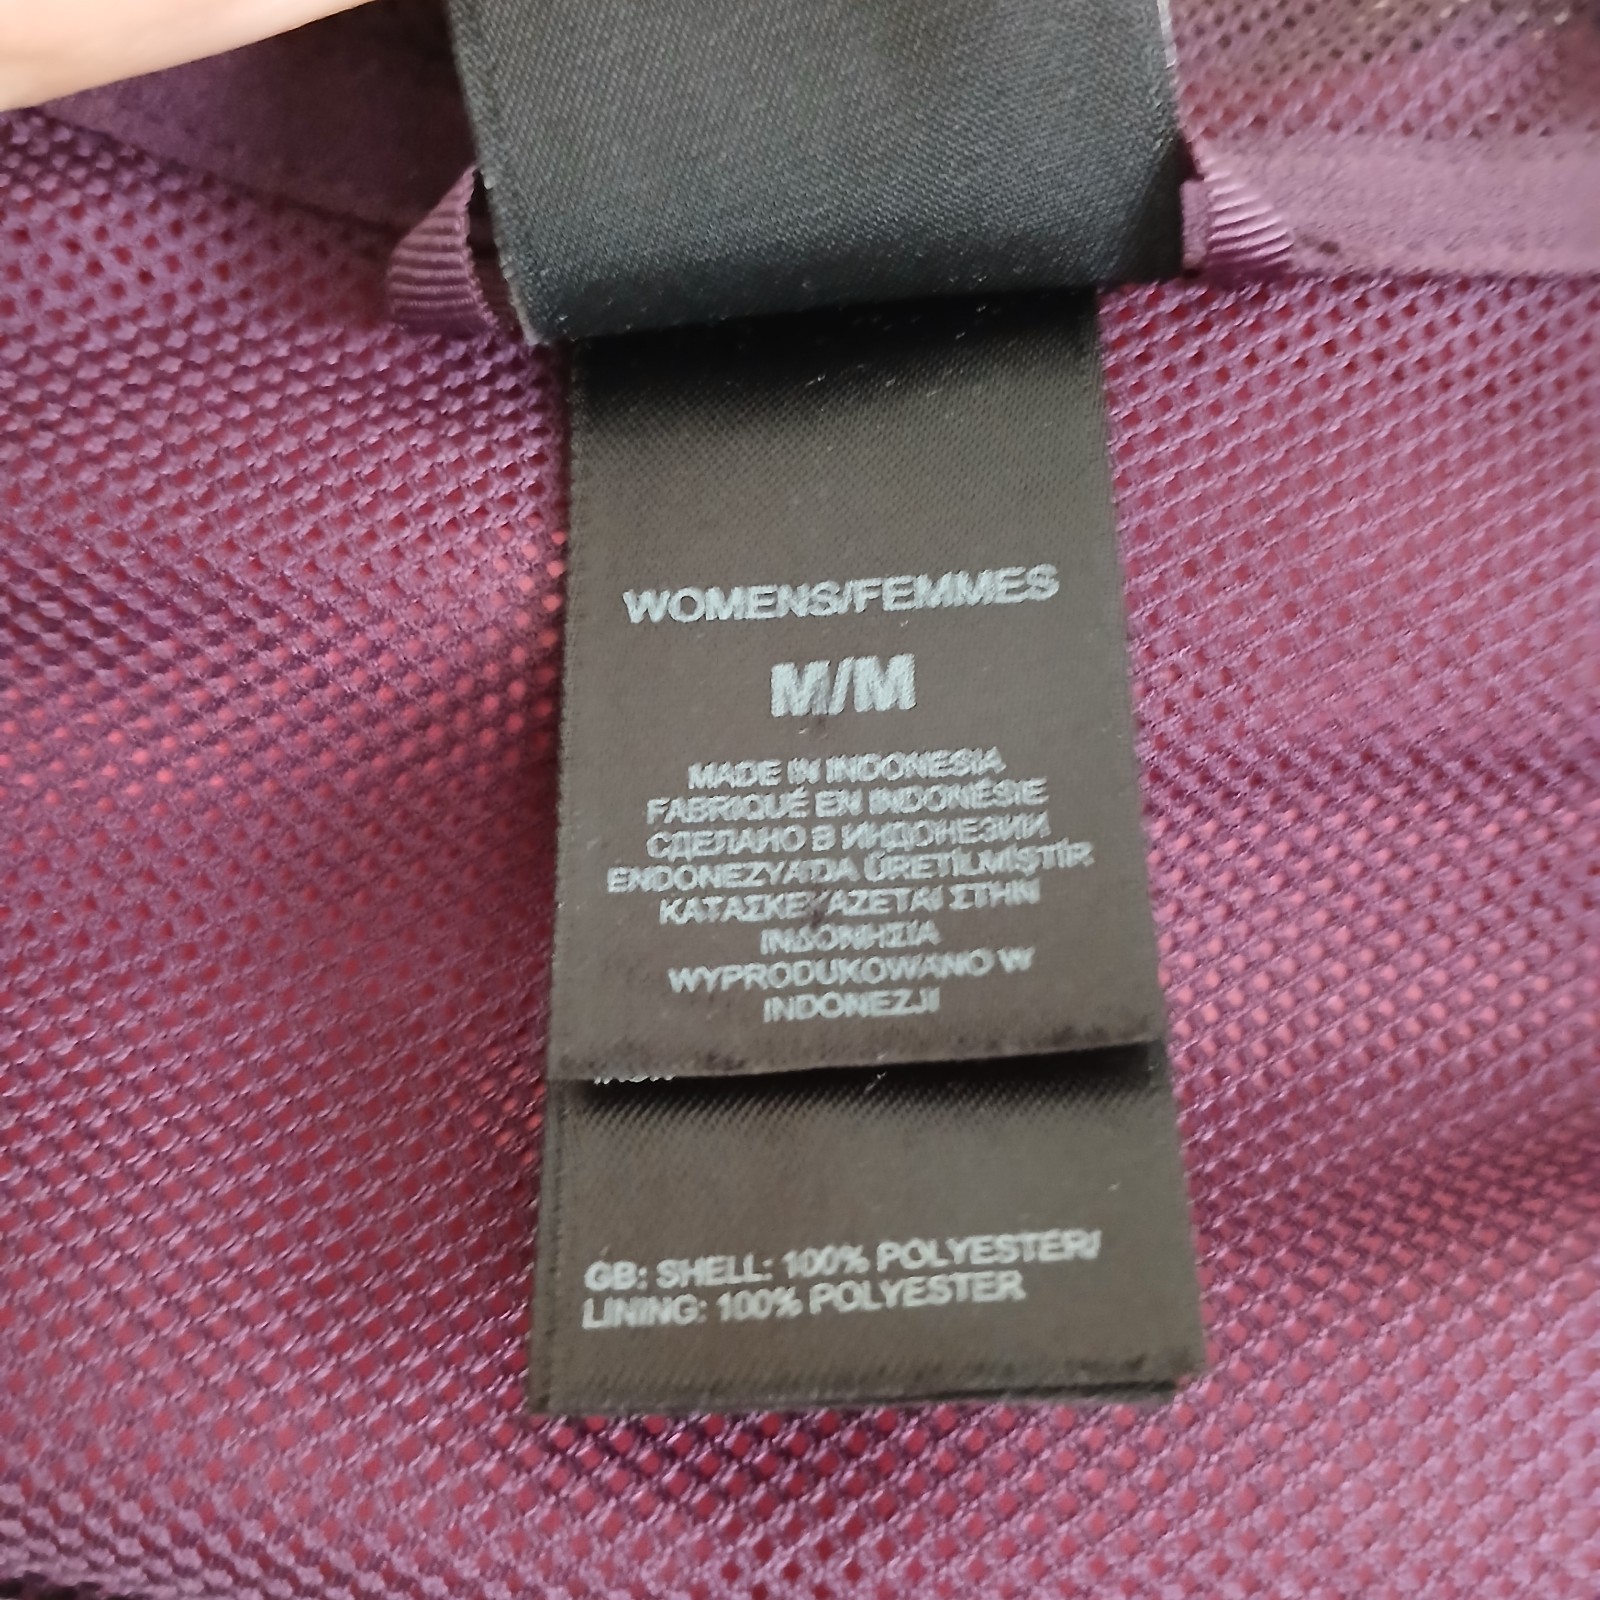 WOMENS/FEMMES
M/M
MADE IN INDONESIA
FABRIQUÉ EN INDONÉSIE
СДЕЛАНО В ИНДОНЕЗИИ
ENDONEZYA'DA ÜRETİLMİŞTİR
ΚΑΤΑΣΚΕΥΑΖΕΤΑΙ ΣΤΗΝ
ΙΝΔΟΝΗΣΙΑ
WYPRODUKOWANO W
INDONEZJI
GB: SHELL: 100% POLYESTER/
LINING: 100% POLYESTER